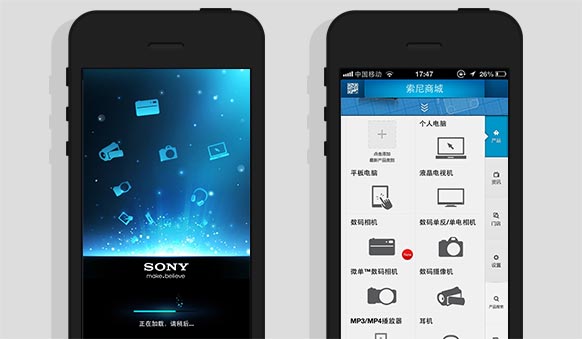 SONY
make.believe
正在加载，请稍后...
中国移动
17:47
26%
索尼商城
个人电脑
点击添加
最新产品类别
平板电脑
液晶电视机
数码相机
数码单反/单电相机
微单™数码相机
数码摄像机
MP3/MP4播放器
耳机
产品
资讯
门店
设置